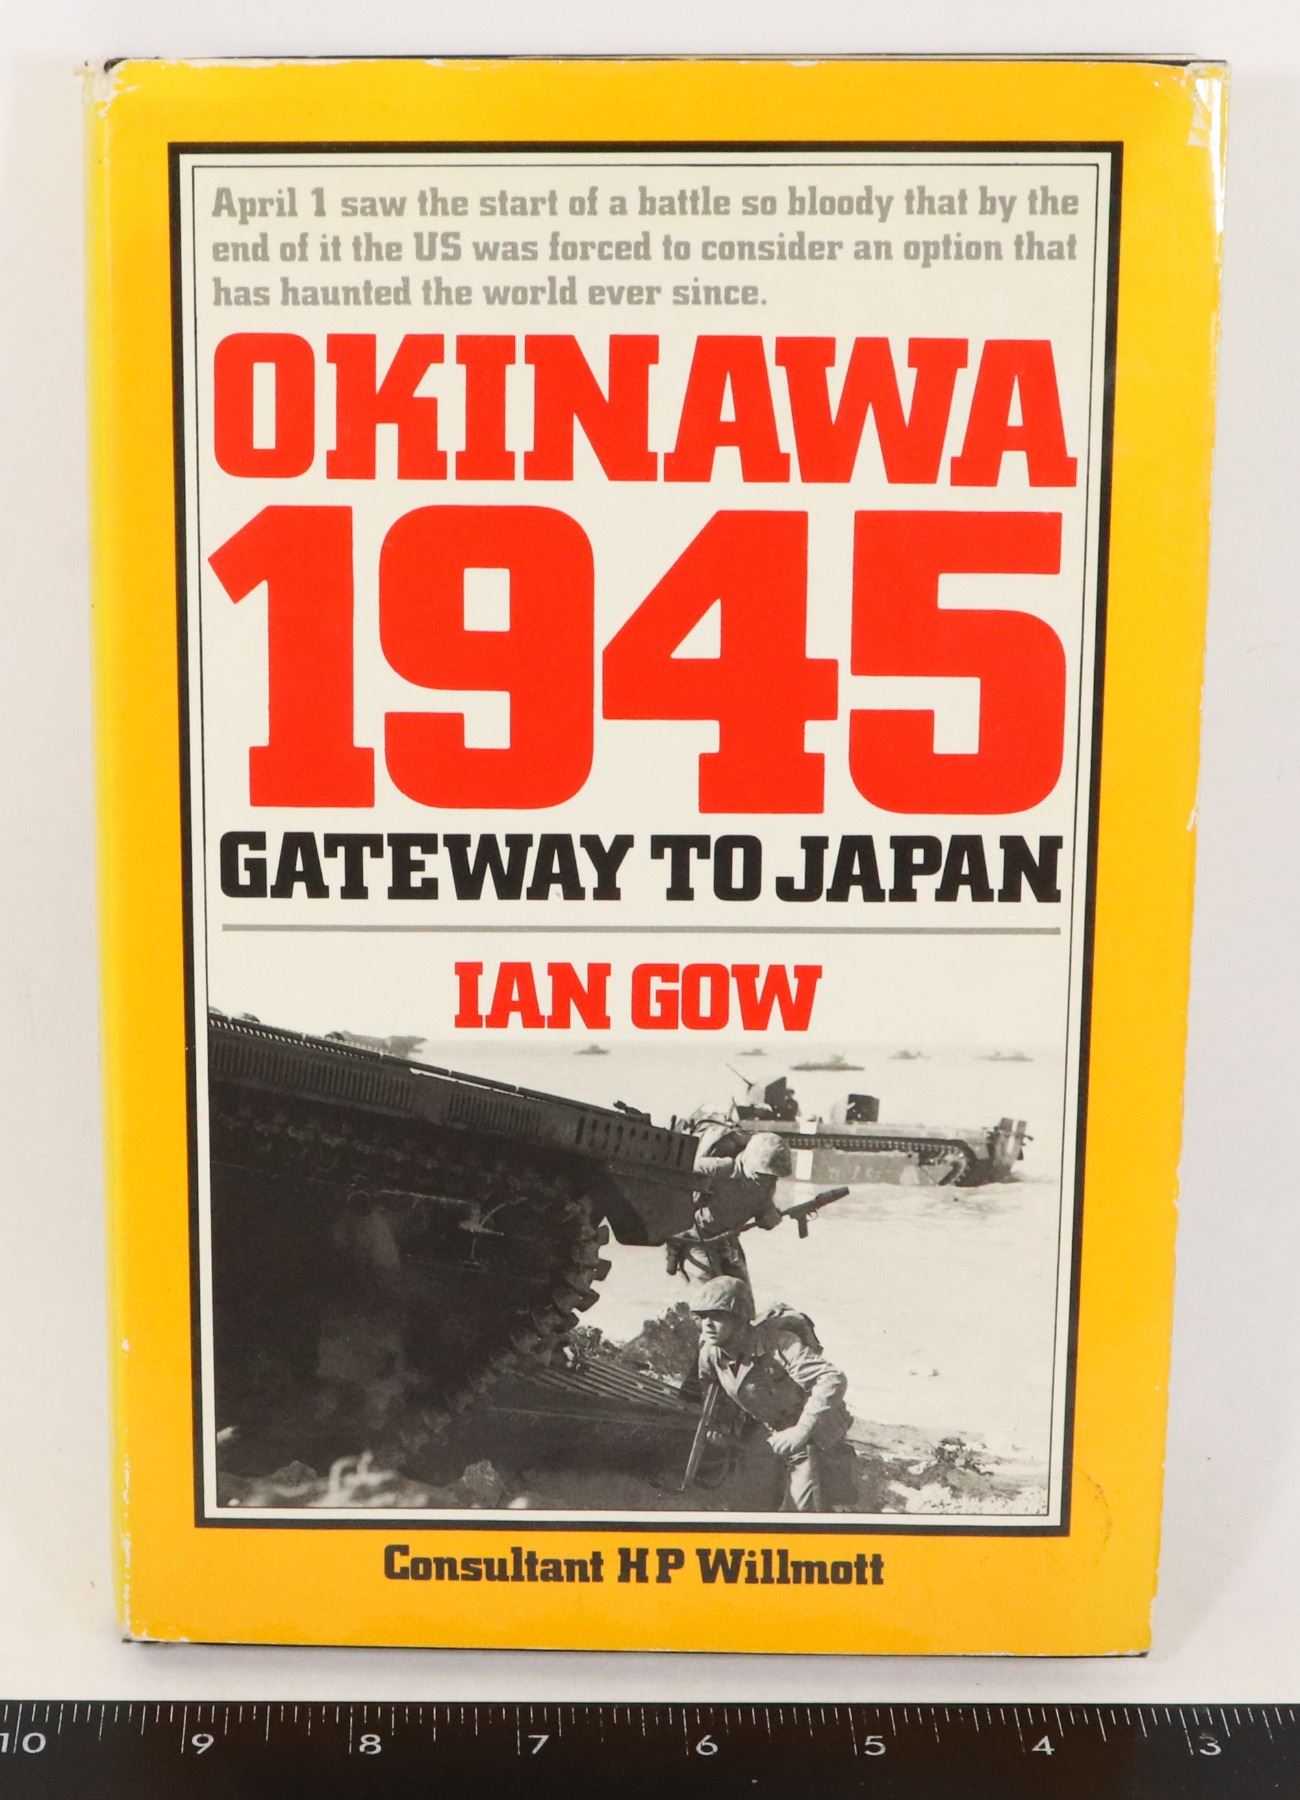 April 1 saw the start of a battle so bloody that by the
end of it the US was forced to consider an option that
has haunted the world ever since.
OKINAWA
1945
GATEWAY TO JAPAN
IAN GOW
Consultant H P Willmott
10 9 8 7 6 5 4 3